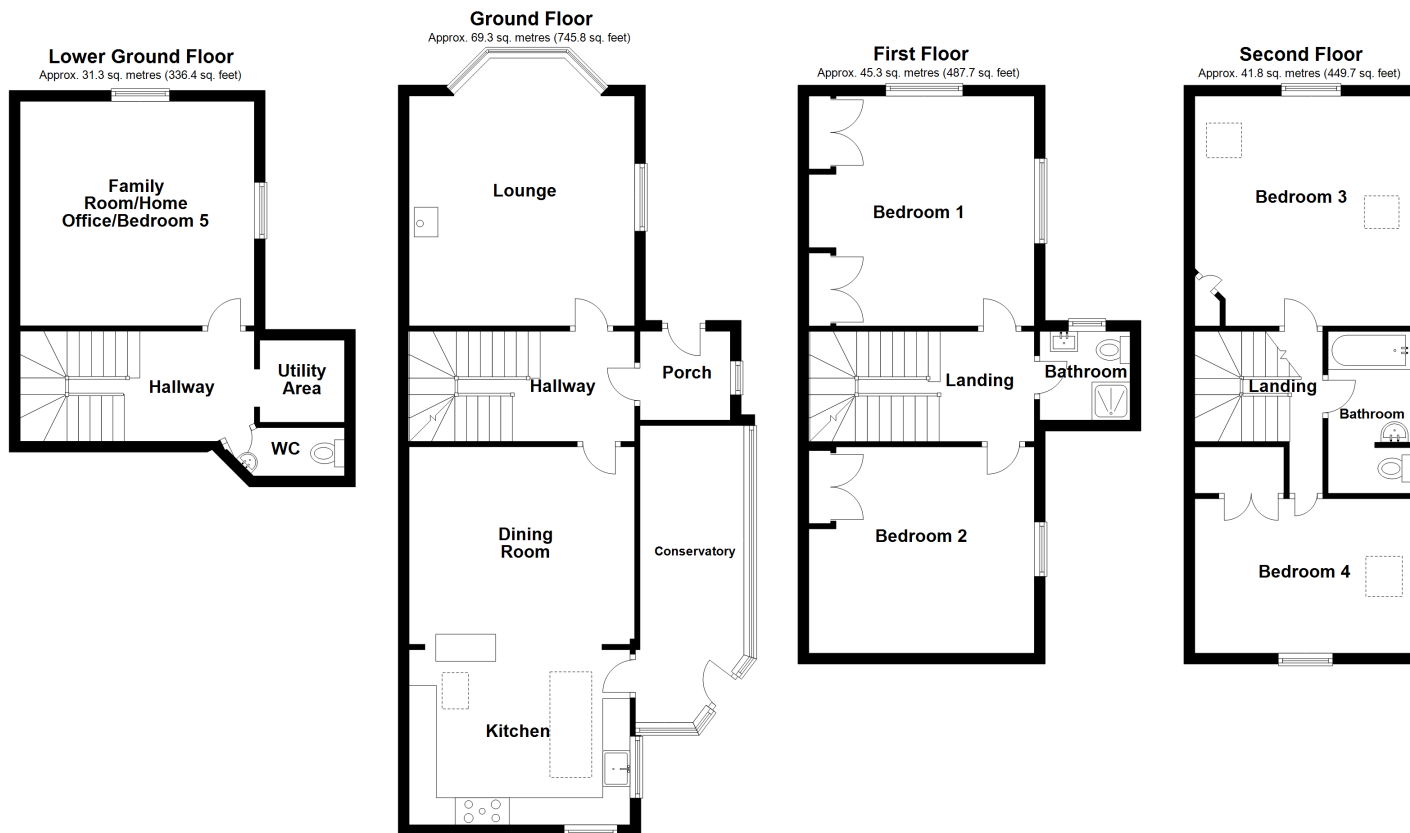 Lower Ground Floor
Approx. 31.3 sq. metres (336.4 sq. feet)
Family
Room/Home
Office/Bedroom 5
Hallway
Utility
Area
WC
Ground Floor
Approx. 69.3 sq. metres (745.8 sq. feet)
Lounge
Hallway
Porch
Dining
Room
Conservatory
Kitchen
First Floor
Approx. 45.3 sq. metres (487.7 sq. feet)
Bedroom 1
Landing
Bathroom
Bedroom 2
Second Floor
Approx. 41.8 sq. metres (449.7 sq. feet)
Bedroom 3
Landing
Bathroom
Bedroom 4